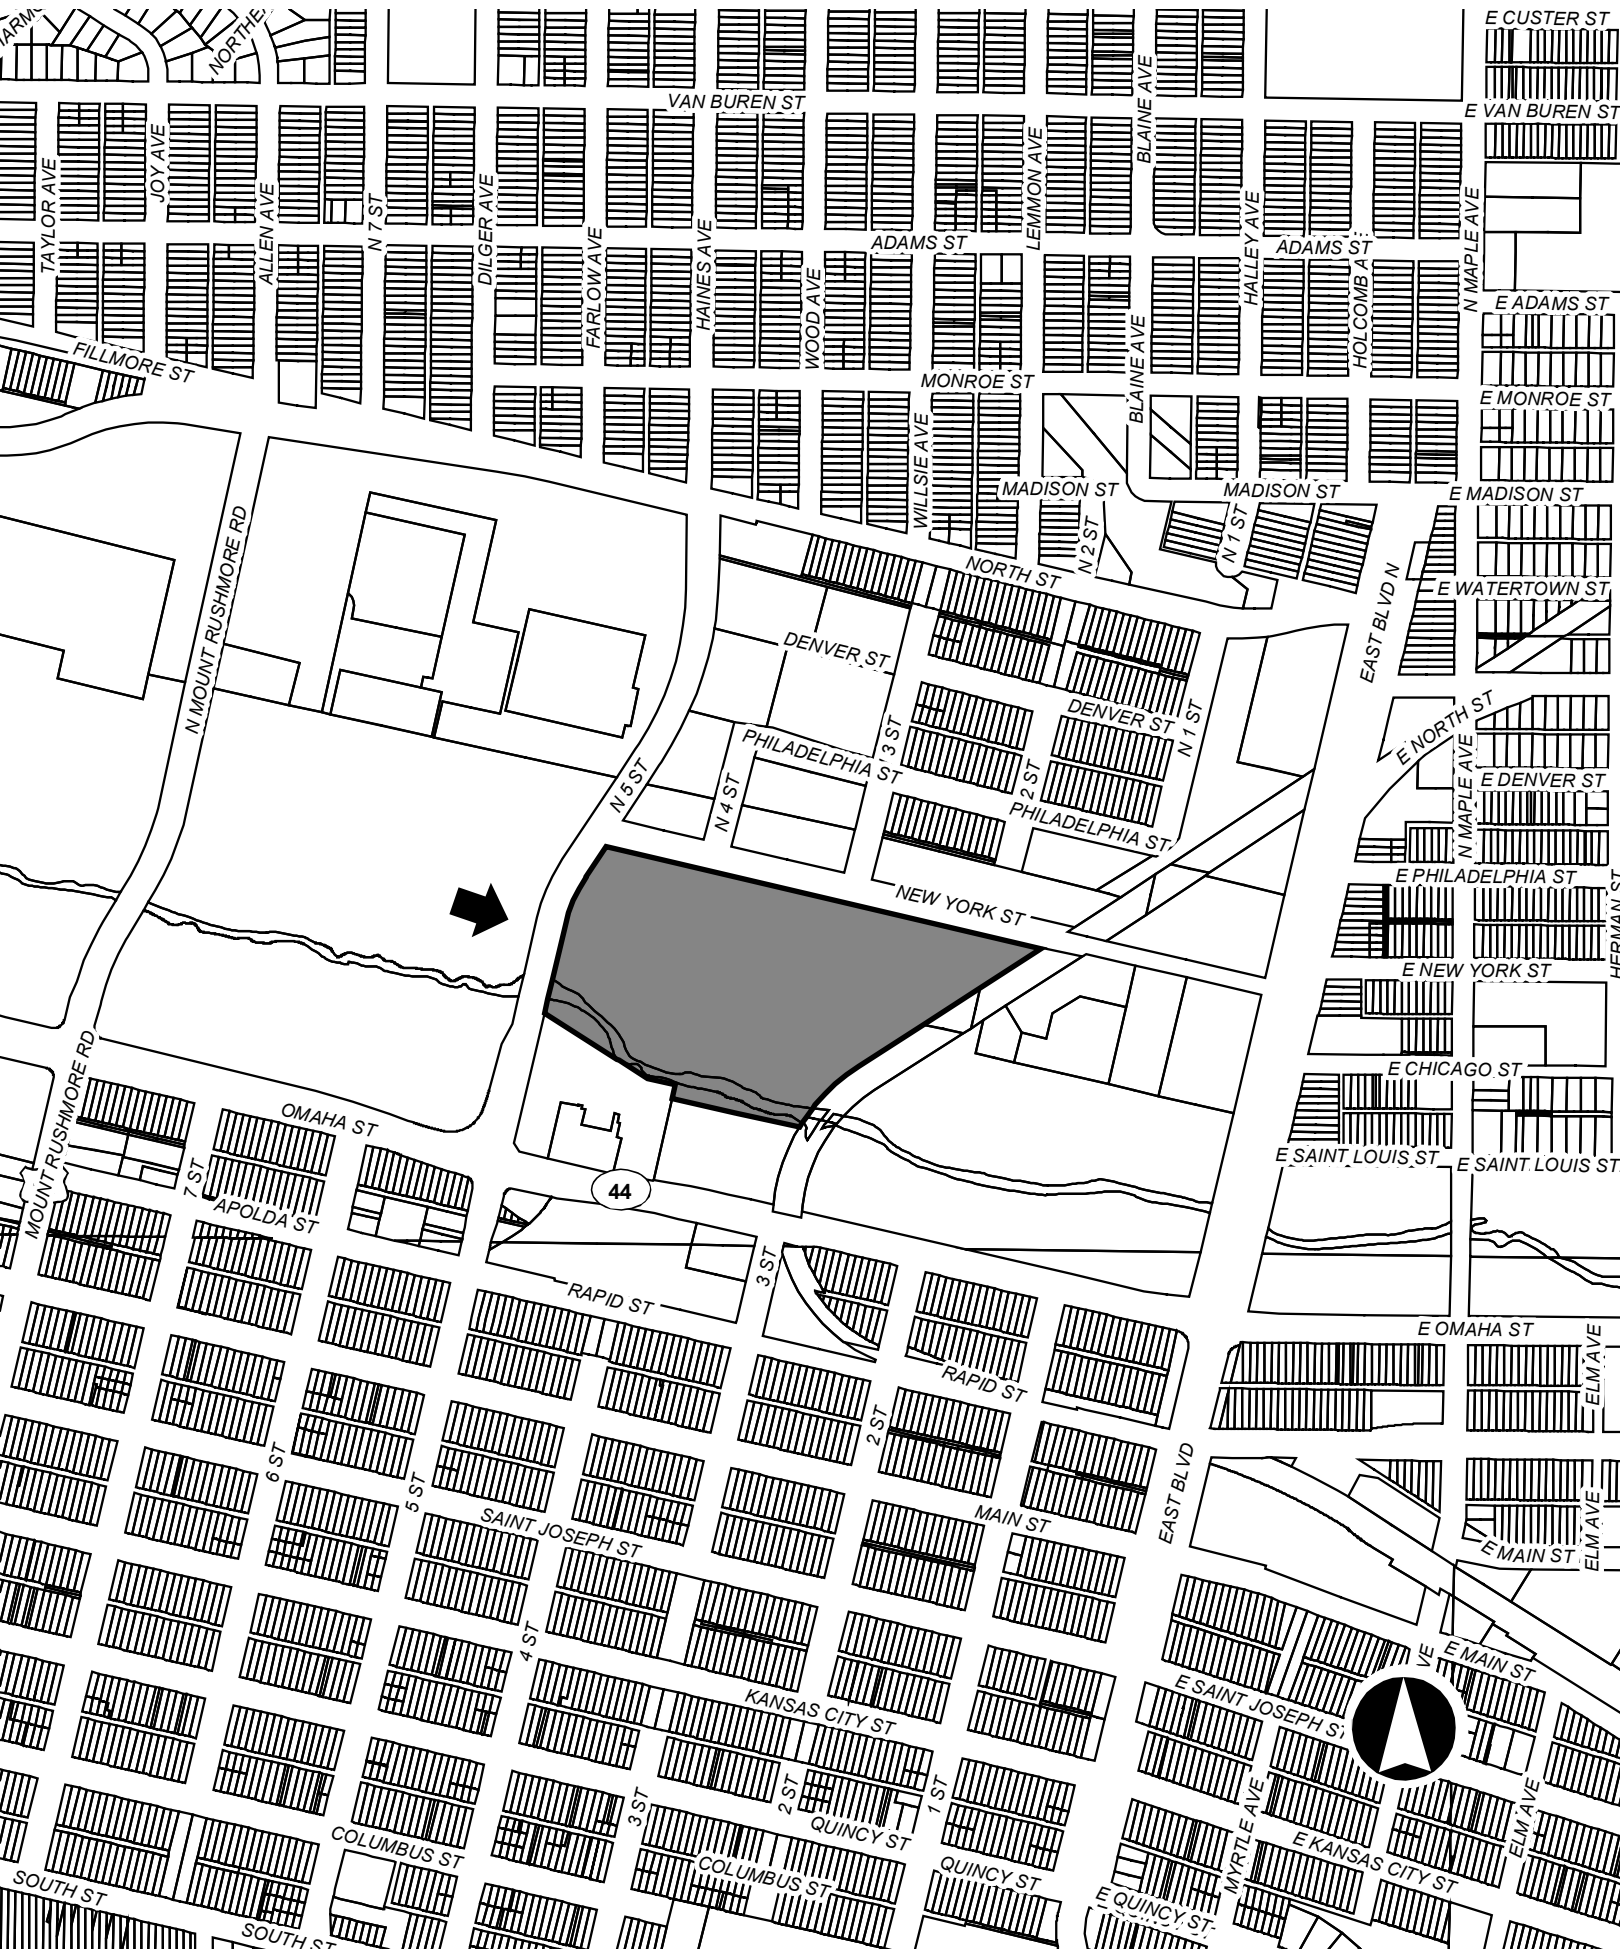 E CUSTER ST
VAN BUREN ST
E VAN BUREN ST
BLAINE AVE
JOY AVE
TAYLOR AVE
ALLEN AVE
N 7 ST
DILGER AVE
FARLOW AVE
HAINES AVE
WOOD AVE
LEMMON AVE
HALLEY AVE
N MAPLE AVE
ADAMS ST
ADAMS ST
E ADAMS ST
FILLMORE ST
MONROE ST
BLAINE AVE
E MONROE ST
WILLSIE AVE
MADISON ST
MADISON ST
E MADISON ST
N MOUNT RUSHMORE RD
N 2 ST
N 1 ST
NORTH ST
EAST BLVD N
E WATERTOWN ST
DENVER ST
DENVER ST
N 1 ST
E NORTH ST
3 ST
PHILADELPHIA ST
N 5 ST
N 4 ST
2 ST
PHILADELPHIA ST
N MAPLE AVE
E DENVER ST
E PHILADELPHIA ST
NEW YORK ST
HERMAN ST
E NEW YORK ST
E CHICAGO ST
MOUNT RUSHMORE RD
OMAHA ST
E SAINT LOUIS ST
E SAINT LOUIS ST
7 ST
44
APOLDA ST
3 ST
RAPID ST
E OMAHA ST
ELM AVE
RAPID ST
2 ST
6 ST
5 ST
EAST BLVD
MAIN ST
SAINT JOSEPH ST
ELM AVE
E MAIN ST
4 ST
E MAIN ST
KANSAS CITY ST
E SAINT JOSEPH ST
3 ST
2 ST
1 ST
QUINCY ST
MYRTLE AVE
ELM AVE
COLUMBUS ST
E KANSAS CITY ST
COLUMBUS ST
QUINCY ST
SOUTH ST
E QUINCY ST
SOUTH ST